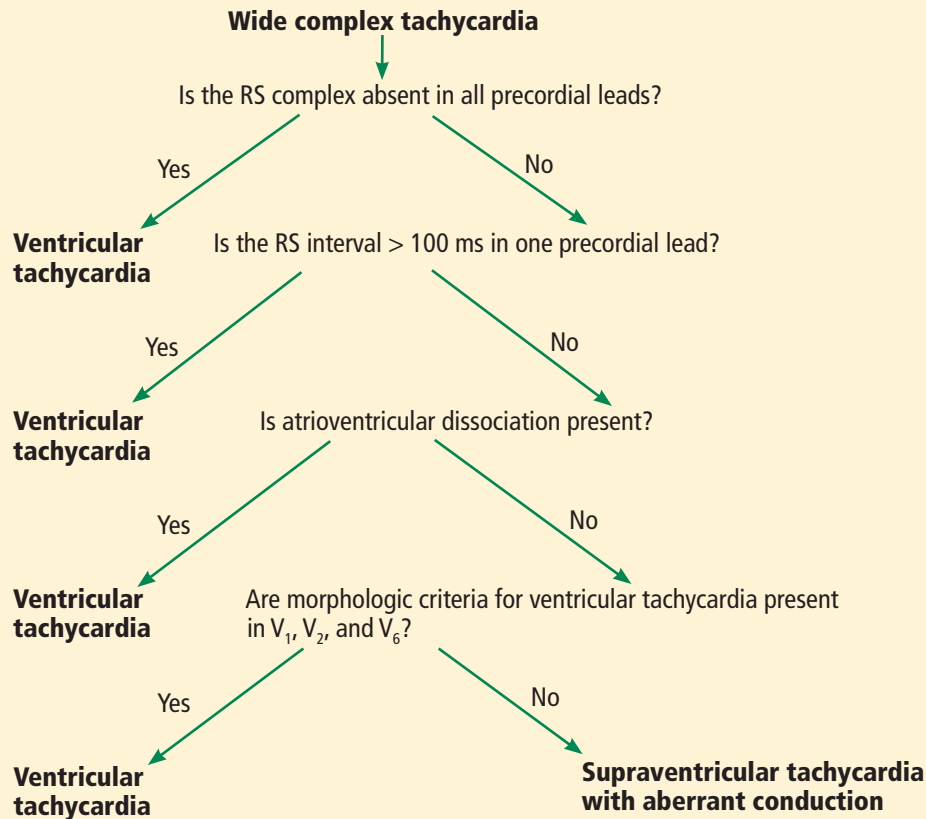 Wide complex tachycardia
Is the RS complex absent in all precordial leads?
Yes
No
Ventricular
tachycardia
Is the RS interval > 100 ms in one precordial lead?
Yes
No
Ventricular
tachycardia
Is atrioventricular dissociation present?
Yes
No
Ventricular
tachycardia
Are morphologic criteria for ventricular tachycardia present
in V₁, V₂, and V₆?
Yes
No
Ventricular
tachycardia
Supraventricular tachycardia
with aberrant conduction